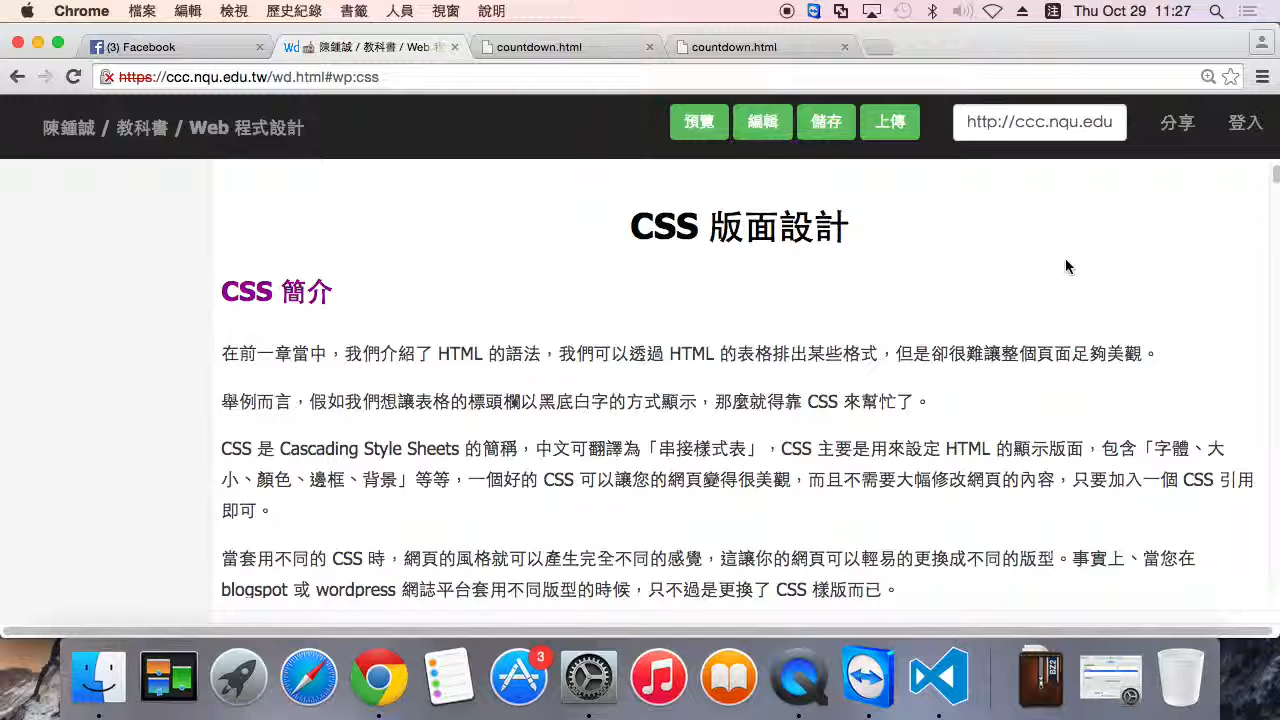 Chrome 檔案 編輯 檢視 歷史紀錄 書籤 人員 視窗 說明 注 Thu Oct 29 11:27
(3) Facebook Wd 陳鍾誠 / 教科書 / Web 程 countdown.html countdown.html
https://ccc.nqu.edu.tw/wd.html#wp:css
陳鍾誠 / 教科書 / Web 程式設計 預覽 編輯 儲存 上傳 http://ccc.nqu.edu 分享 登入
CSS 版面設計
CSS 簡介
在前一章當中，我們介紹了 HTML 的語法，我們可以透過 HTML 的表格排出某些格式，但是卻很難讓整個頁面足夠美觀。
舉例而言，假如我們想讓表格的標頭欄以黑底白字的方式顯示，那麼就得靠 CSS 來幫忙了。
CSS 是 Cascading Style Sheets 的簡稱，中文可翻譯為「串接樣式表」，CSS 主要是用來設定 HTML 的顯示版面，包含「字體、大
小、顏色、邊框、背景」等等，一個好的 CSS 可以讓您的網頁變得很美觀，而且不需要大幅修改網頁的內容，只要加入一個 CSS 引用
即可。
當套用不同的 CSS 時，網頁的風格就可以產生完全不同的感覺，這讓你的網頁可以輕易的更換成不同的版型。事實上、當您在
blogspot 或 wordpress 網誌平台套用不同版型的時候，只不過是更換了 CSS 樣版而已。
3